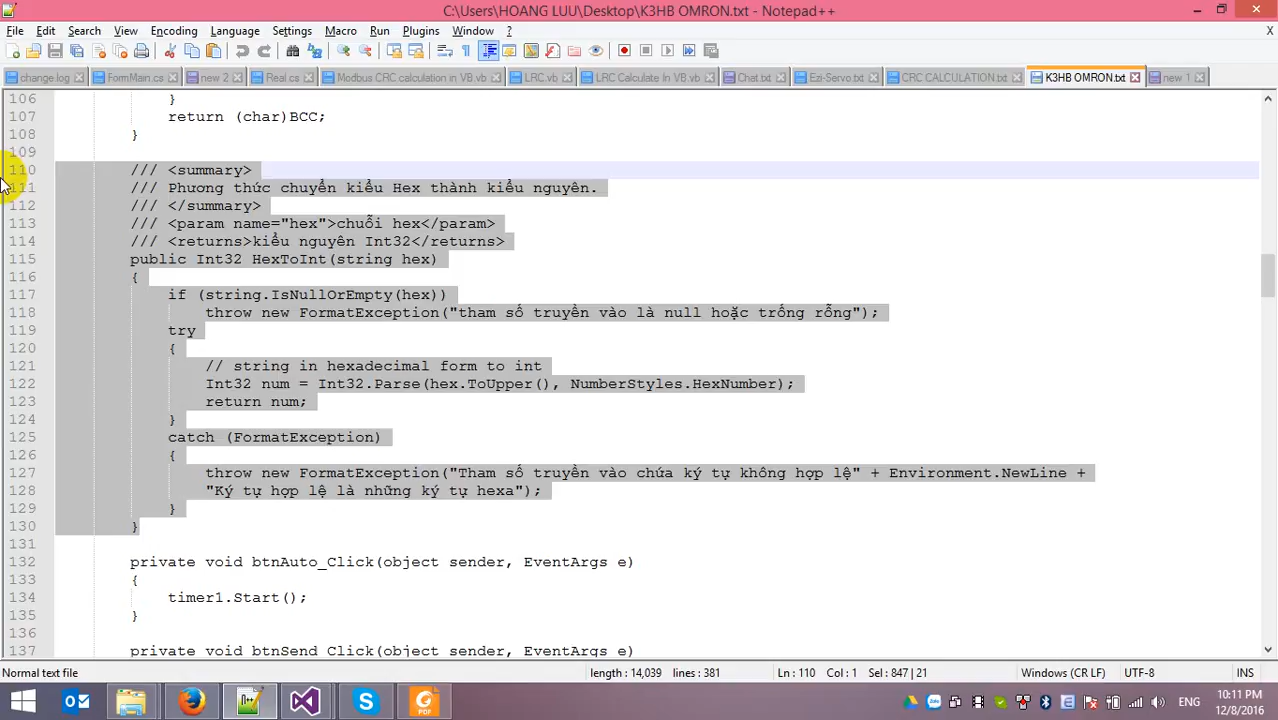 C:\Users\HOANG LUU\Desktop\K3HB OMRON.txt - Notepad++
File Edit Search View Encoding Language Settings Macro Run Plugins Window ? X
change.log FormMain.cs new 2 Real.cs Modbus CRC calculation in VB.vb LRC.vb LRC Calculate in VB.vb Chat.txt Ezi-Servo.txt CRC CALCULATION.txt K3HB OMRON.txt new 1
106 }
107 return (char)BCC;
108 }
109
110 /// <summary>
111 /// Phương thức chuyển kiểu Hex thành kiểu nguyên.
112 /// </summary>
113 /// <param name="hex">chuỗi hex</param>
114 /// <returns>kiểu nguyên Int32</returns>
115 public Int32 HexToInt(string hex)
116 {
117 if (string.IsNullOrEmpty(hex))
118 throw new FormatException("tham số truyền vào là null hoặc trống rỗng");
119 try
120 {
121 // string in hexadecimal form to int
122 Int32 num = Int32.Parse(hex.ToUpper(), NumberStyles.HexNumber);
123 return num;
124 }
125 catch (FormatException)
126 {
127 throw new FormatException("Tham số truyền vào chứa ký tự không hợp lệ" + Environment.NewLine +
128 "Ký tự hợp lệ là những ký tự hexa");
129 }
130 }
131
132 private void btnAuto_Click(object sender, EventArgs e)
133 {
134 timer1.Start();
135 }
136
137 private void btnSend_Click(object sender, EventArgs e)
Normal text file length : 14,039 lines : 381 Ln : 110 Col : 1 Sel : 847 | 21 Windows (CR LF) UTF-8 INS
ENG 10:11 PM
12/8/2016